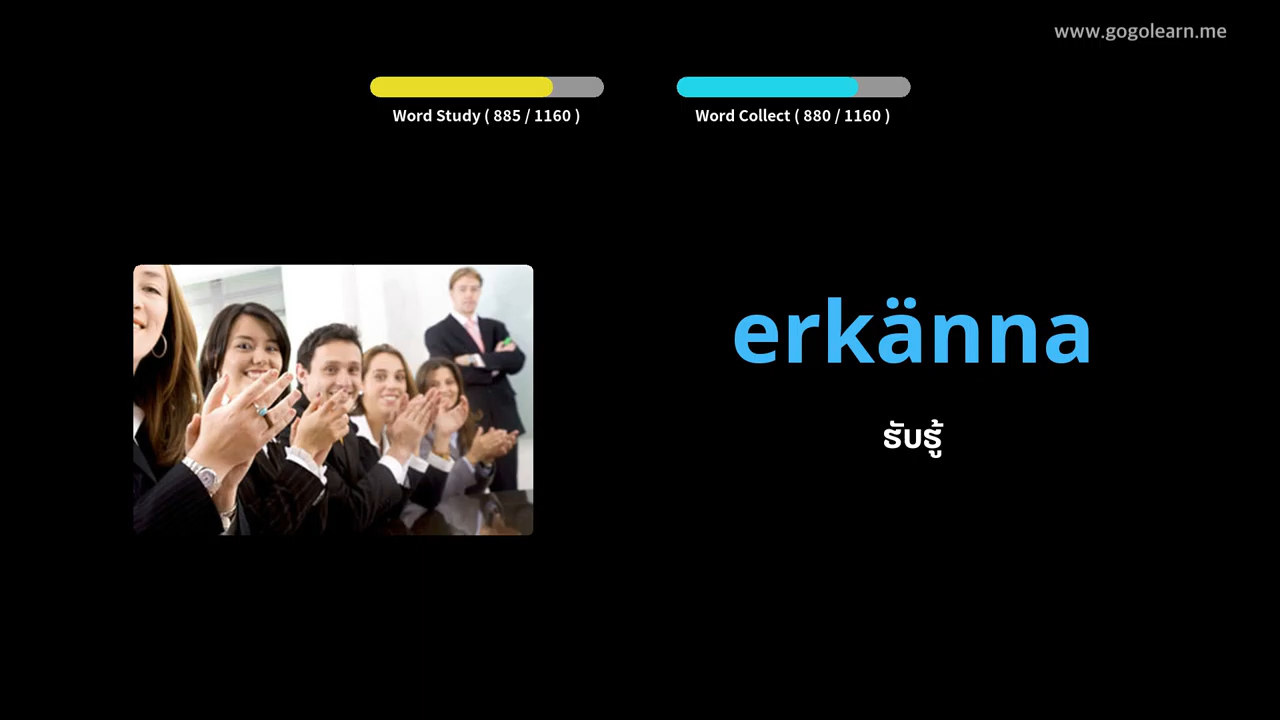 www.gogolearn.me
Word Study ( 885 / 1160 )
Word Collect ( 880 / 1160 )
erkänna
รับรู้